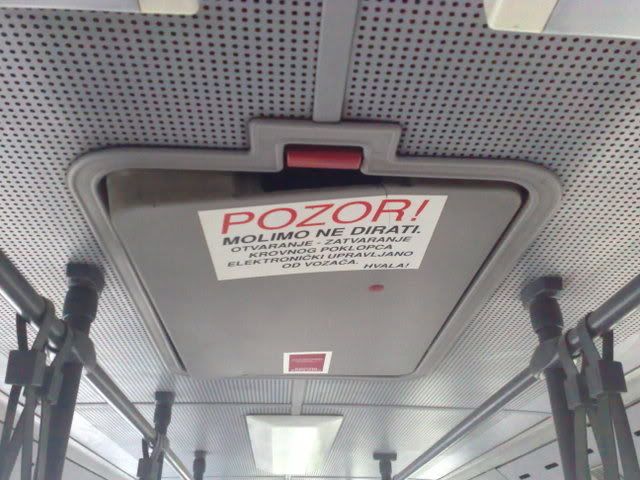 POZOR!
MOLIMO NE DIRATI.
OTVARANJE - ZATVARANJE
KROVNOG POKLOPCA
ELEKTRONIČKI UPRAVLJANO
OD VOZAČA. HVALA!